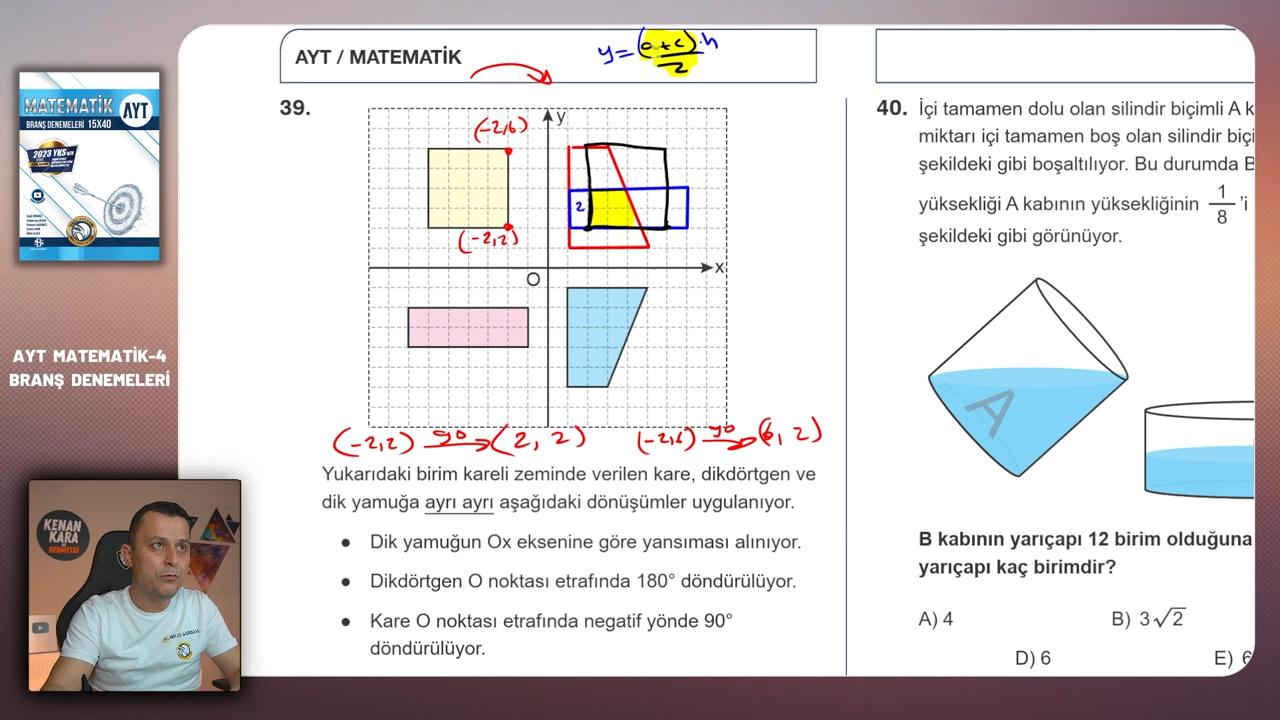 AYT / MATEMATİK
y=(a+c)/2·h
MATEMATİK AYT
BRANŞ DENEMELERİ 15X40
2023 YKS'NİN
AYT MATEMATİK-4
BRANŞ DENEMELERİ
KENAN
KARA
GEOMETRİ
39.
y
(-2,6)
2
(-2,2)
O
x
(-2,2) 90 → (2, 2)
(-2,6) 90 → (6, 2)
Yukarıdaki birim kareli zeminde verilen kare, dikdörtgen ve
dik yamuğa ayrı ayrı aşağıdaki dönüşümler uygulanıyor.
● Dik yamuğun Ox eksenine göre yansıması alınıyor.
● Dikdörtgen O noktası etrafında 180° döndürülüyor.
● Kare O noktası etrafında negatif yönde 90°
döndürülüyor.
40. İçi tamamen dolu olan silindir biçimli A k
miktarı içi tamamen boş olan silindir biçi
şekildeki gibi boşaltılıyor. Bu durumda B
yüksekliği A kabının yüksekliğinin 1/8 'i
şekildeki gibi görünüyor.
A
B kabının yarıçapı 12 birim olduğuna
yarıçapı kaç birimdir?
A) 4
B) 3√2
D) 6
E) 6